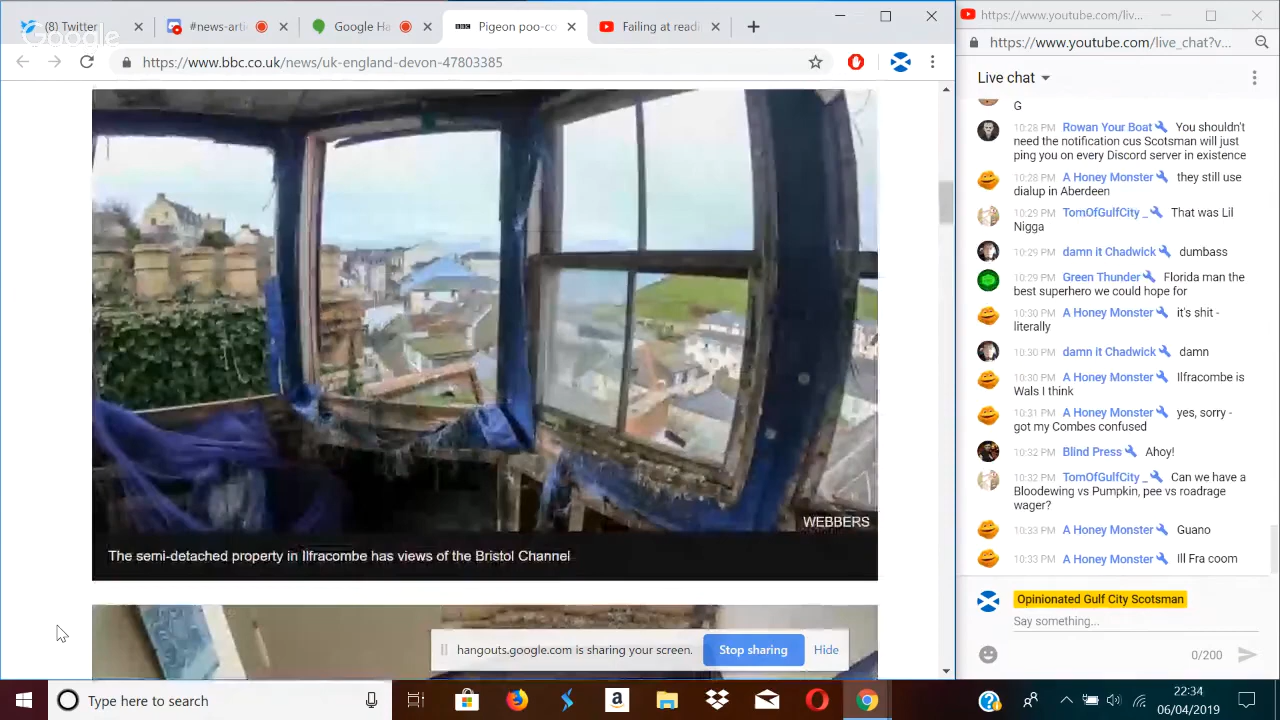 (8) Twitter
#news-arti
Google Ha
BBC
Pigeon poo-co
Failing at readi
Google
https://www.bbc.co.uk/news/uk-england-devon-47803385
WEBBERS
The semi-detached property in Ilfracombe has views of the Bristol Channel
hangouts.google.com is sharing your screen.
Stop sharing
Hide
https://www.youtube.com/liv...
https://www.youtube.com/live_chat?v...
Live chat
G
10:28 PM Rowan Your Boat You shouldn't
need the notification cus Scotsman will just
ping you on every Discord server in existence
10:28 PM A Honey Monster they still use
dialup in Aberdeen
10:29 PM TomOfGulfCity _ That was Lil
Nigga
10:29 PM damn it Chadwick dumbass
10:29 PM Green Thunder Florida man the
best superhero we could hope for
10:30 PM A Honey Monster it's shit -
literally
10:30 PM damn it Chadwick damn
10:30 PM A Honey Monster Ilfracombe is
Wals I think
10:31 PM A Honey Monster yes, sorry -
got my Combes confused
10:32 PM Blind Press Ahoy!
10:32 PM TomOfGulfCity _ Can we have a
Bloodewing vs Pumpkin, pee vs roadrage
wager?
10:33 PM A Honey Monster Guano
10:33 PM A Honey Monster Ill Fra coom
Opinionated Gulf City Scotsman
Say something...
0/200
Type here to search
22:34
06/04/2019